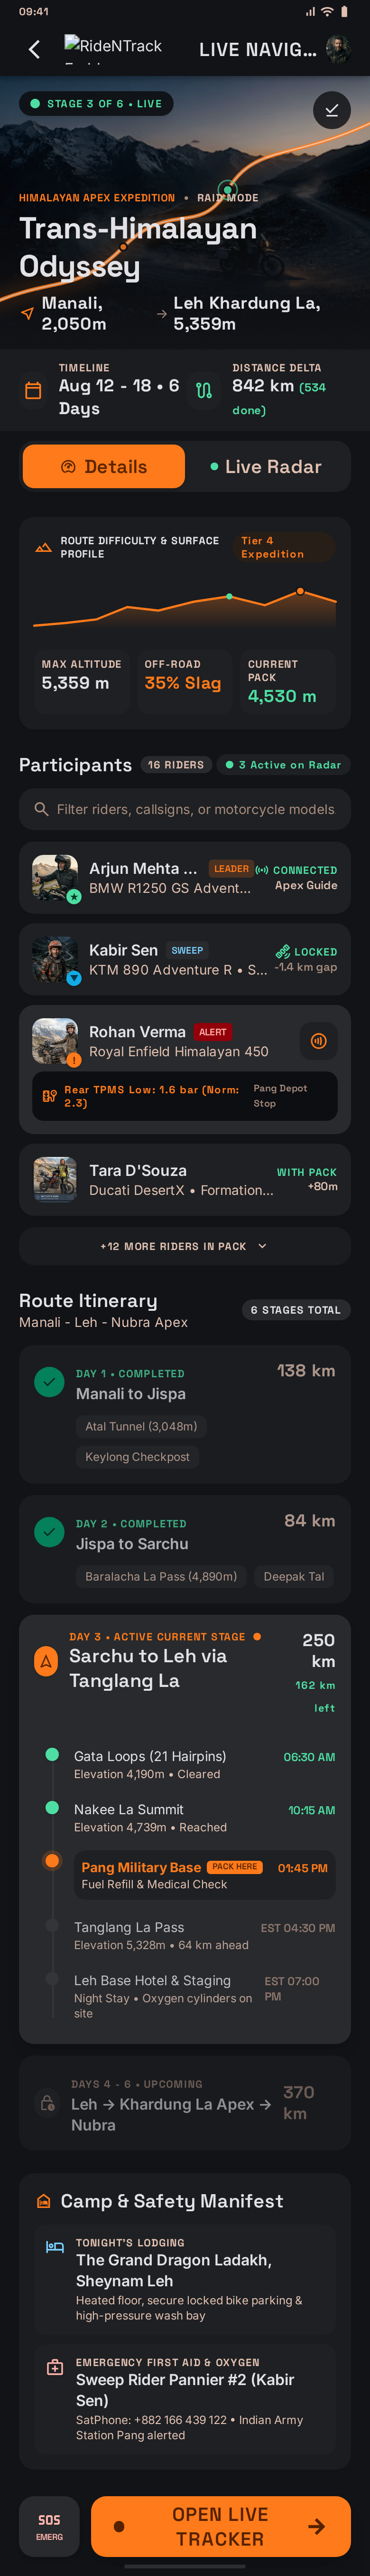 09:41
RideNTrack
LIVE NAVIG...
STAGE 3 OF 6 • LIVE
HIMALAYAN APEX EXPEDITION • RAID MODE
Trans-Himalayan
Odyssey
Manali,
2,050m
→
Leh Khardung La,
5,359m
TIMELINE
Aug 12 - 18 • 6
Days
DISTANCE DELTA
842 km (534
done)
Details
Live Radar
ROUTE DIFFICULTY & SURFACE
PROFILE
Tier 4
Expedition
MAX ALTITUDE
5,359 m
OFF-ROAD
35% Slag
CURRENT
PACK
4,530 m
Participants
16 RIDERS
3 Active on Radar
Filter riders, callsigns, or motorcycle models
Arjun Mehta ...
LEADER
CONNECTED
BMW R1250 GS Advent...
Apex Guide
Kabir Sen
SWEEP
LOCKED
KTM 890 Adventure R • S...
-1.4 km gap
Rohan Verma
ALERT
Royal Enfield Himalayan 450
Rear TPMS Low: 1.6 bar (Norm:
2.3)
Pang Depot
Stop
Tara D'Souza
WITH PACK
Ducati DesertX • Formation...
+80m
+12 MORE RIDERS IN PACK
Route Itinerary
Manali - Leh - Nubra Apex
6 STAGES TOTAL
DAY 1 • COMPLETED
138 km
Manali to Jispa
Atal Tunnel (3,048m)
Keylong Checkpost
DAY 2 • COMPLETED
84 km
Jispa to Sarchu
Baralacha La Pass (4,890m)
Deepak Tal
DAY 3 • ACTIVE CURRENT STAGE
Sarchu to Leh via
Tanglang La
250
km
162 km
left
Gata Loops (21 Hairpins)
06:30 AM
Elevation 4,190m • Cleared
Nakee La Summit
10:15 AM
Elevation 4,739m • Reached
Pang Military Base
PACK HERE
01:45 PM
Fuel Refill & Medical Check
Tanglang La Pass
EST 04:30 PM
Elevation 5,328m • 64 km ahead
Leh Base Hotel & Staging
EST 07:00
PM
Night Stay • Oxygen cylinders on
site
DAYS 4 - 6 • UPCOMING
Leh → Khardung La Apex →
Nubra
370
km
Camp & Safety Manifest
TONIGHT'S LODGING
The Grand Dragon Ladakh,
Sheynam Leh
Heated floor, secure locked bike parking &
high-pressure wash bay
EMERGENCY FIRST AID & OXYGEN
Sweep Rider Pannier #2 (Kabir
Sen)
SatPhone: +882 166 439 122 • Indian Army
Station Pang alerted
SOS
EMERG
OPEN LIVE
TRACKER
→